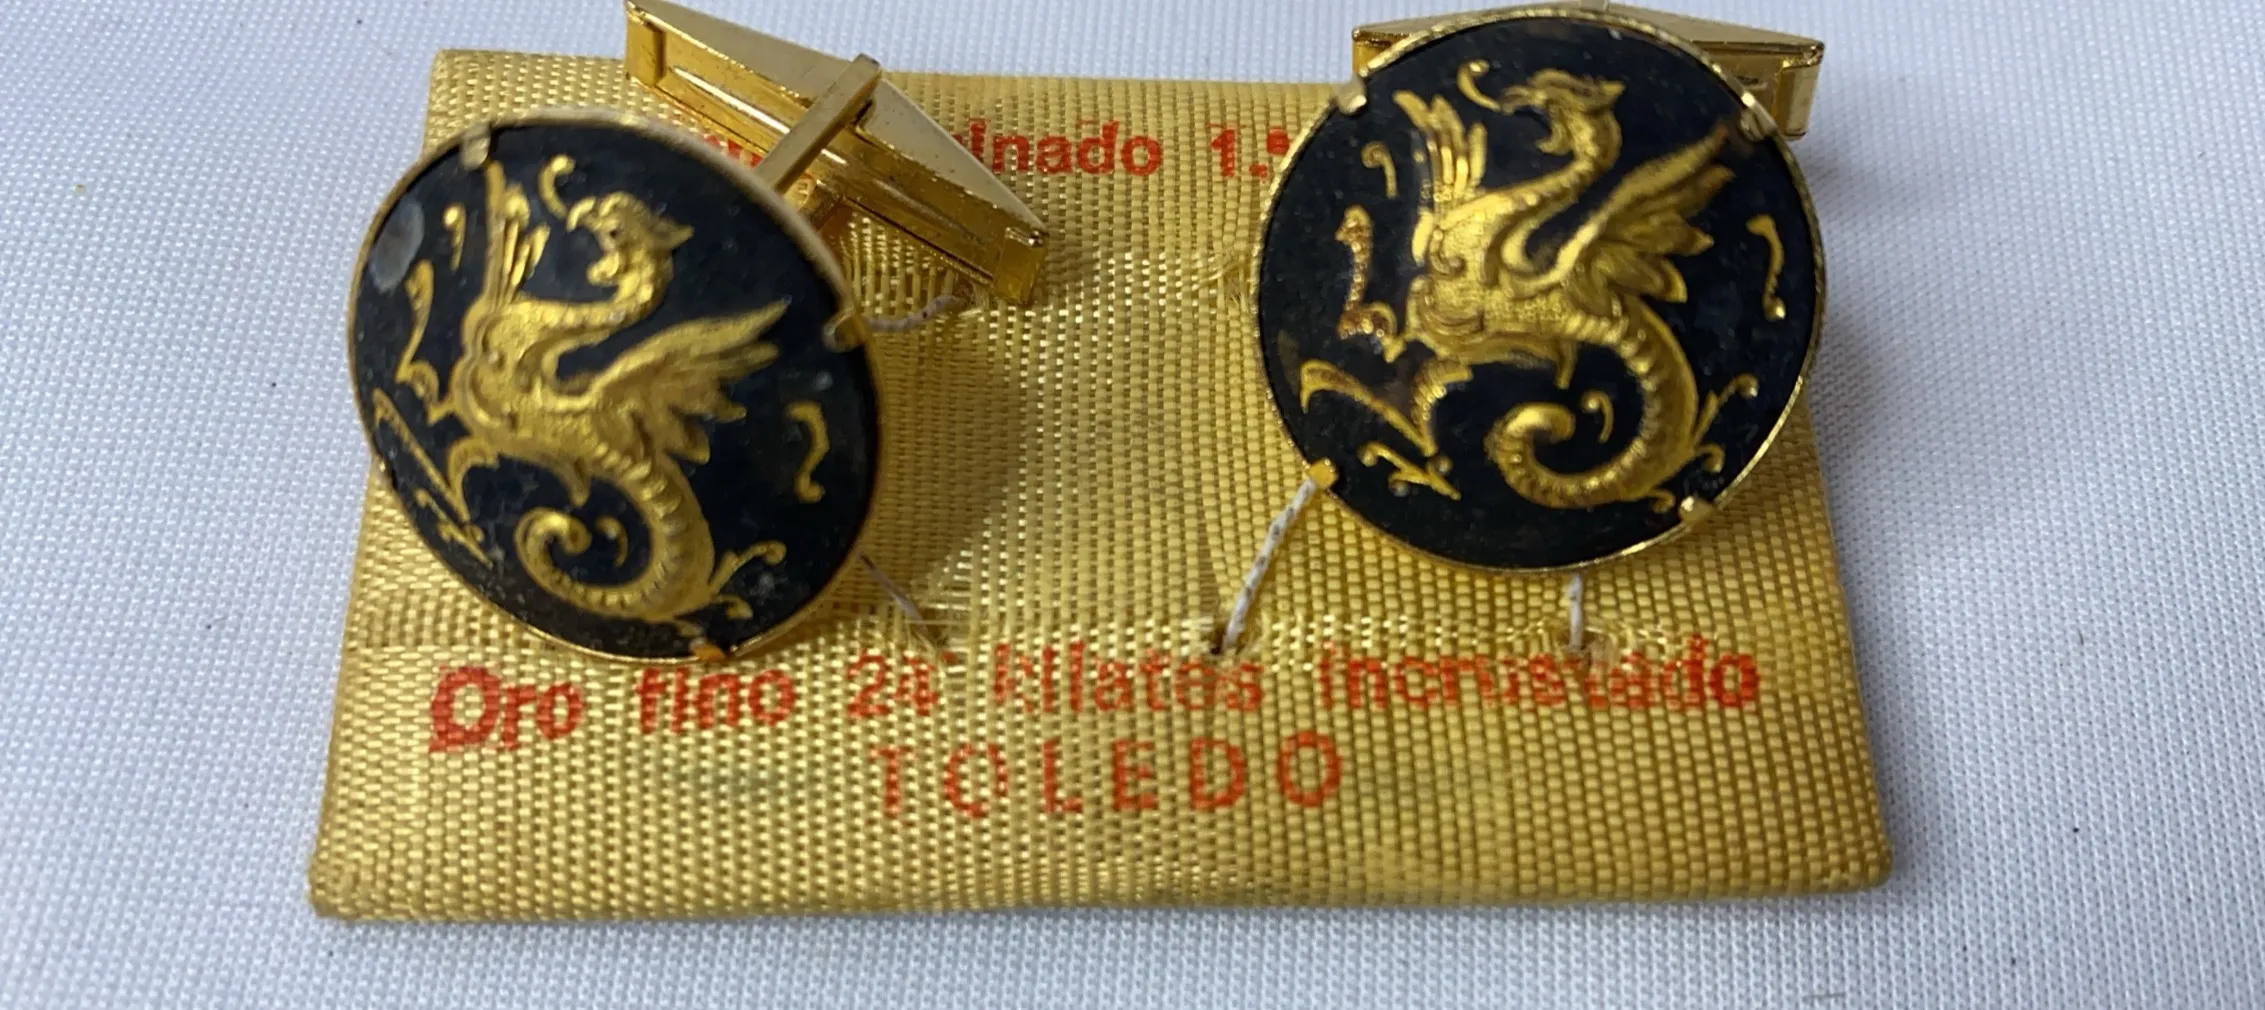 inado 1.ª
Oro fino 24 kilates incrustado
TOLEDO